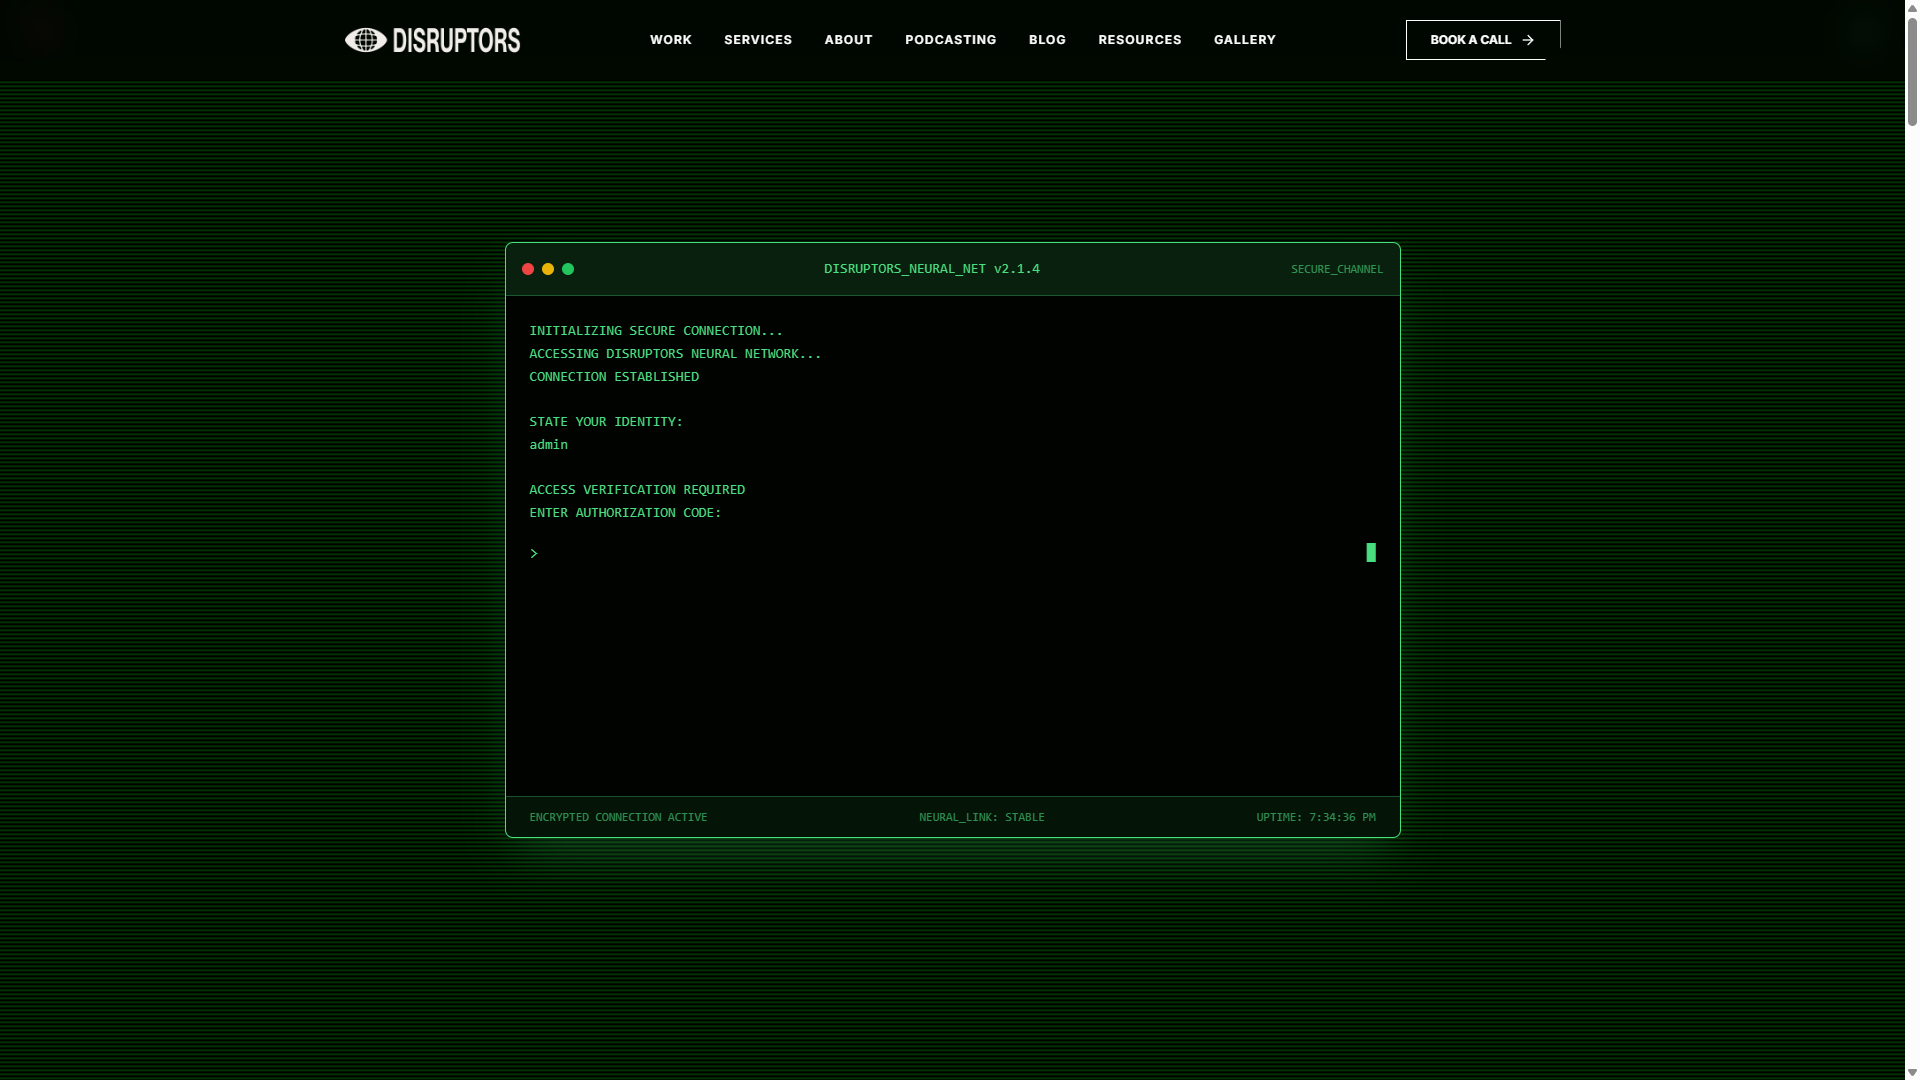 DISRUPTORS
WORK SERVICES ABOUT PODCASTING BLOG RESOURCES GALLERY
BOOK A CALL →
DISRUPTORS_NEURAL_NET v2.1.4
SECURE_CHANNEL
INITIALIZING SECURE CONNECTION...
ACCESSING DISRUPTORS NEURAL NETWORK...
CONNECTION ESTABLISHED
STATE YOUR IDENTITY:
admin
ACCESS VERIFICATION REQUIRED
ENTER AUTHORIZATION CODE:
>
ENCRYPTED CONNECTION ACTIVE
NEURAL_LINK: STABLE
UPTIME: 7:34:36 PM